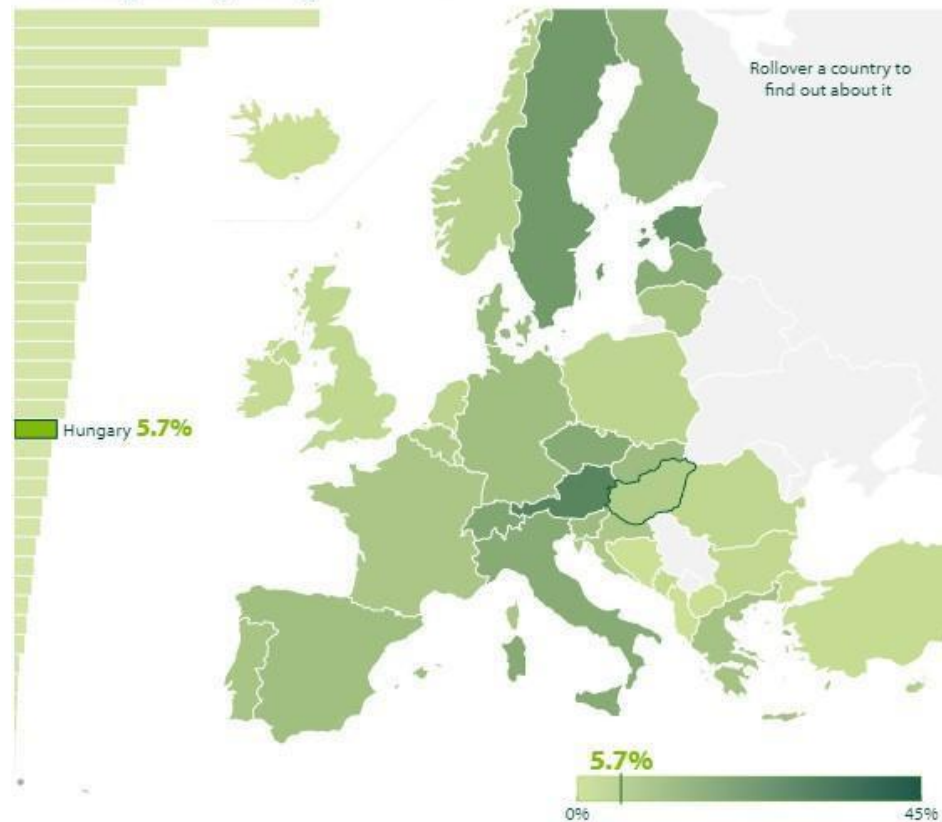 Rollover a country to
find out about it
Hungary 5.7%
5.7%
0%
45%